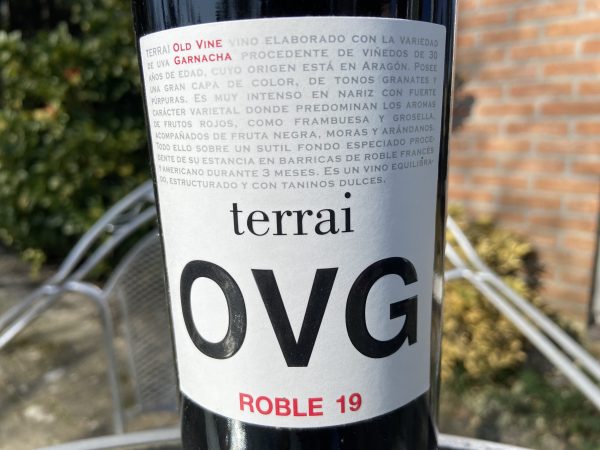 TERRAI OLD VINE VINO ELABORADO CON LA VARIEDAD
DE UVA GARNACHA PROCEDENTE DE VIÑEDOS DE 30
AÑOS DE EDAD, CUYO ORIGEN ESTÁ EN ARAGÓN. POSEE
UNA GRAN CAPA DE COLOR, DE TONOS GRANATES Y
PÚRPURAS. ES MUY INTENSO EN NARIZ CON FUERTE
CARÁCTER VARIETAL DONDE PREDOMINAN LOS AROMAS
DE FRUTOS ROJOS, COMO FRAMBUESA Y GROSELLA,
ACOMPAÑADOS DE FRUTA NEGRA, MORAS Y ARÁNDANOS.
TODO ELLO SOBRE UN SUTIL FONDO ESPECIADO PROCE-
DENTE DE SU ESTANCIA EN BARRICAS DE ROBLE FRANCÉS
Y AMERICANO DURANTE 3 MESES. ES UN VINO EQUILIBRA-
DO, ESTRUCTURADO Y CON TANINOS DULCES.
terrai
OVG
ROBLE 19